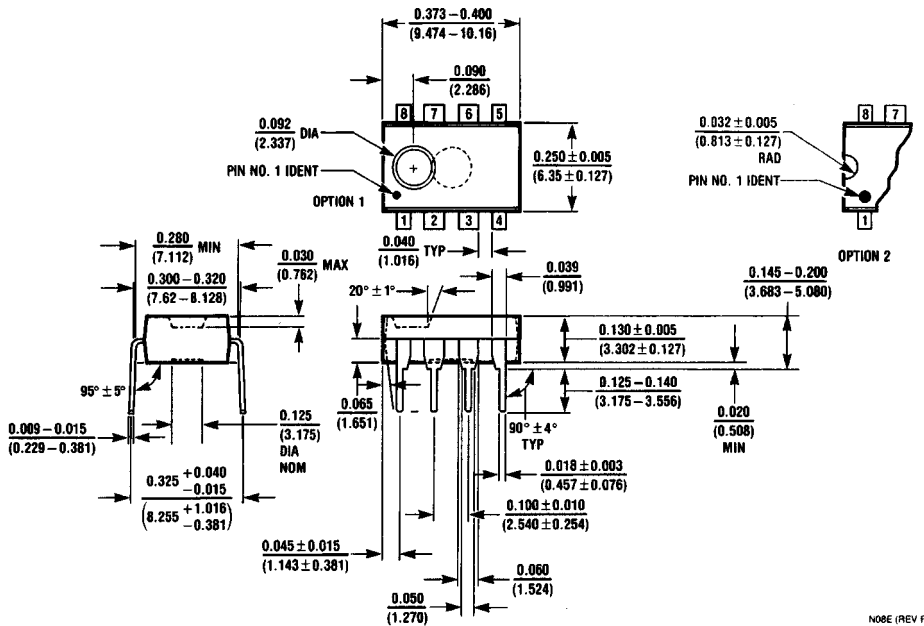 0.373–0.400
(9.474–10.16)
0.090
(2.286)
8 7 6 5
0.092 DIA
(2.337)
PIN NO. 1 IDENT
OPTION 1
1 2 3 4
0.250 ± 0.005
(6.35 ± 0.127)
8 7
0.032 ± 0.005
(0.813 ± 0.127)
RAD
PIN NO. 1 IDENT
1
OPTION 2
0.280 MIN
(7.112)
0.300–0.320
(7.62–8.128)
0.030 MAX
(0.762)
0.040 TYP
(1.016)
0.039
(0.991)
20° ± 1°
0.145–0.200
(3.683–5.080)
0.130 ± 0.005
(3.302 ± 0.127)
0.125–0.140
(3.175–3.556)
0.020
(0.508)
MIN
95° ± 5°
0.009–0.015
(0.229–0.381)
0.125
(3.175)
DIA
NOM
0.065
(1.651)
90° ± 4°
TYP
0.018 ± 0.003
(0.457 ± 0.076)
0.325 +0.040
-0.015
(8.255 +1.016
-0.381)
0.100 ± 0.010
(2.540 ± 0.254)
0.045 ± 0.015
(1.143 ± 0.381)
0.060
(1.524)
0.050
(1.270)
N08E (REV F